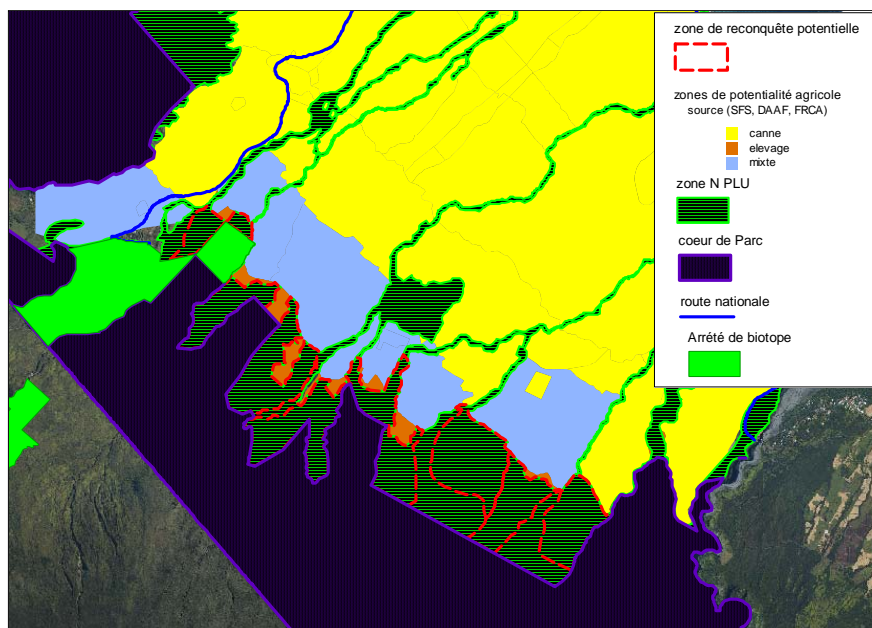 zone de reconquête potentielle
zones de potentialité agricole
source (SFS, DAAF, FRCA)
canne
elevage
mixte
zone N PLU
coeur de Parc
route nationale
Arrété de biotope